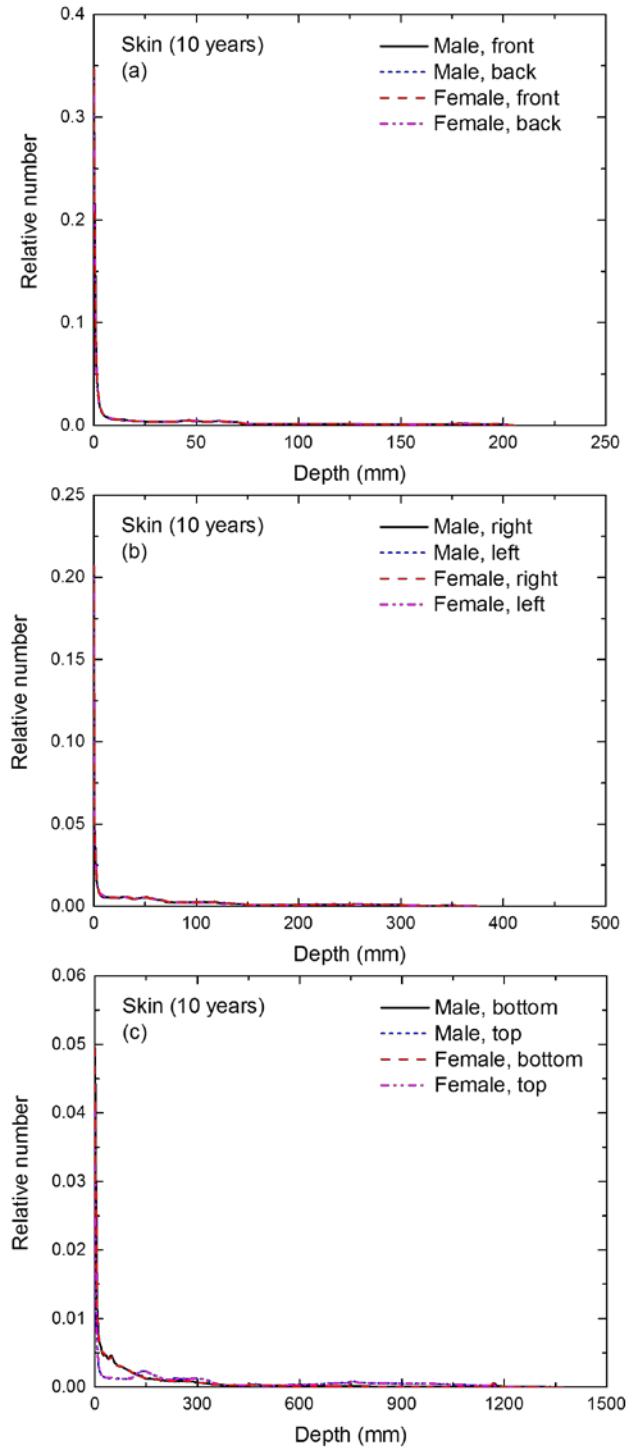 0.4
Skin (10 years)
(a)
Male, front
Male, back
Female, front
Female, back
0.3
Relative number
0.2
0.1
0.0
0 50 100 150 200 250
Depth (mm)
0.25
Skin (10 years)
(b)
Male, right
Male, left
Female, right
Female, left
0.20
0.15
Relative number
0.10
0.05
0.00
0 100 200 300 400 500
Depth (mm)
0.06
Skin (10 years)
(c)
Male, bottom
Male, top
Female, bottom
Female, top
0.05
0.04
Relative number
0.03
0.02
0.01
0.00
0 300 600 900 1200 1500
Depth (mm)